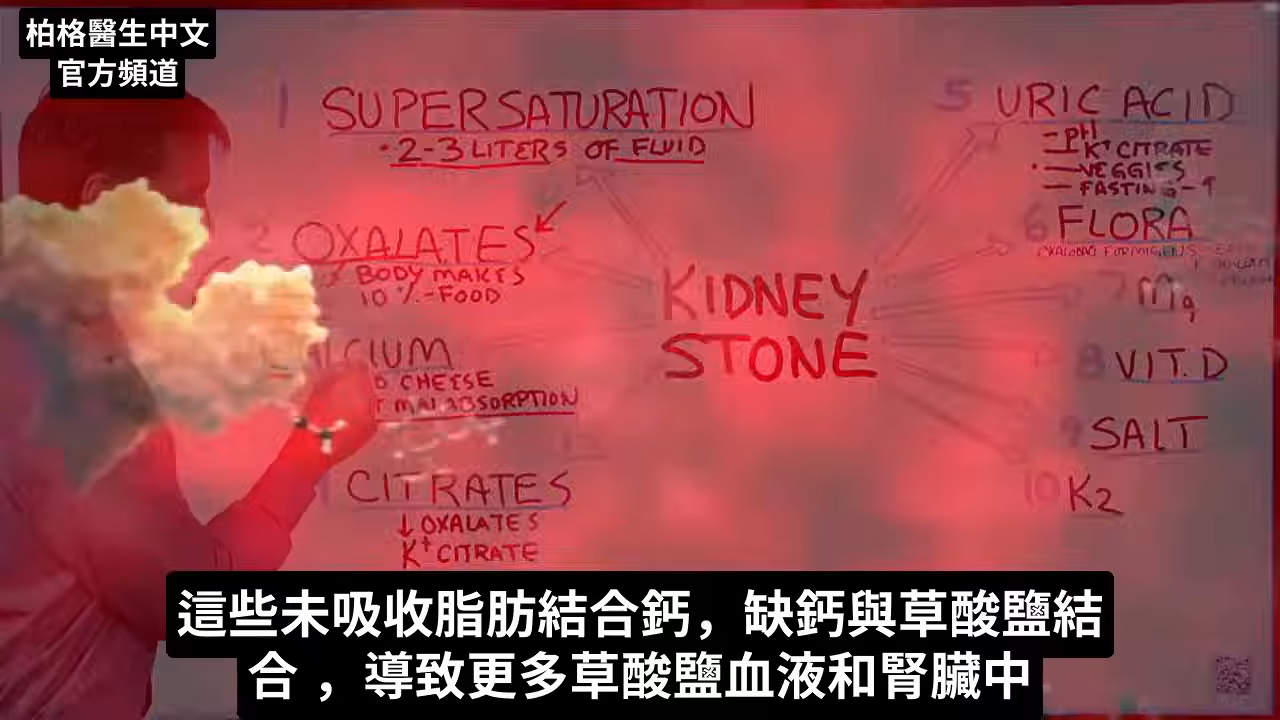 柏格醫生中文
官方頻道
1 SUPERSATURATION
· 2-3 LITERS OF FLUID
2 OXALATES
BODY MAKES
10%-FOOD
CIUM
CHEESE
MALABSORPTION
CITRATES
↓ OXALATES
K+ CITRATE
KIDNEY
STONE
5 URIC ACID
- pH
- K+ CITRATE
· — VEGGIES
— FASTING - ↑
6 FLORA
7 Mg
8 VIT. D
9 SALT
10 K2
這些未吸收脂肪結合鈣，缺鈣與草酸鹽結
合 ，導致更多草酸鹽血液和腎臟中